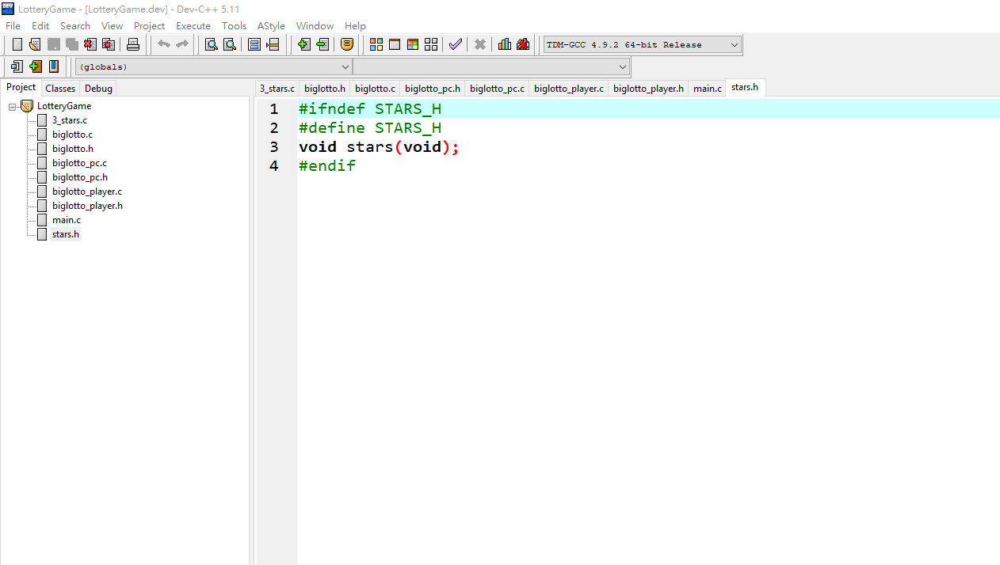 LotteryGame - [LotteryGame.dev] - Dev-C++ 5.11
File Edit Search View Project Execute Tools AStyle Window Help
TDM-GCC 4.9.2 64-bit Release
(globals)
Project Classes Debug
3_stars.c biglotto.h biglotto.c biglotto_pc.h biglotto_pc.c biglotto_player.c biglotto_player.h main.c stars.h
LotteryGame
3_stars.c
biglotto.c
biglotto.h
biglotto_pc.c
biglotto_pc.h
biglotto_player.c
biglotto_player.h
main.c
stars.h
1 #ifndef STARS_H
2 #define STARS_H
3 void stars(void);
4 #endif